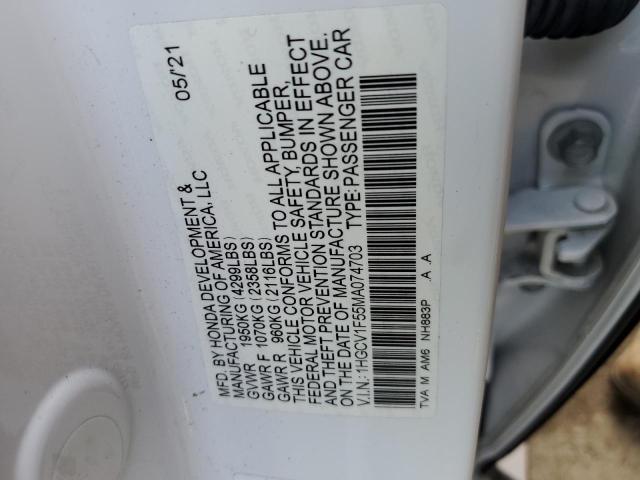 MFD. BY HONDA DEVELOPMENT & 05/'21
MANUFACTURING OF AMERICA, LLC
GVWR 1950KG (4299LBS)
GAWR F 1070KG (2358LBS)
GAWR R 960KG (2116LBS)
THIS VEHICLE CONFORMS TO ALL APPLICABLE
FEDERAL MOTOR VEHICLE SAFETY, BUMPER,
AND THEFT PREVENTION STANDARDS IN EFFECT
ON THE DATE OF MANUFACTURE SHOWN ABOVE.
V.I.N.: 1HGCV1F55MA074703 TYPE: PASSENGER CAR
TVA M AM6 NH883P A A